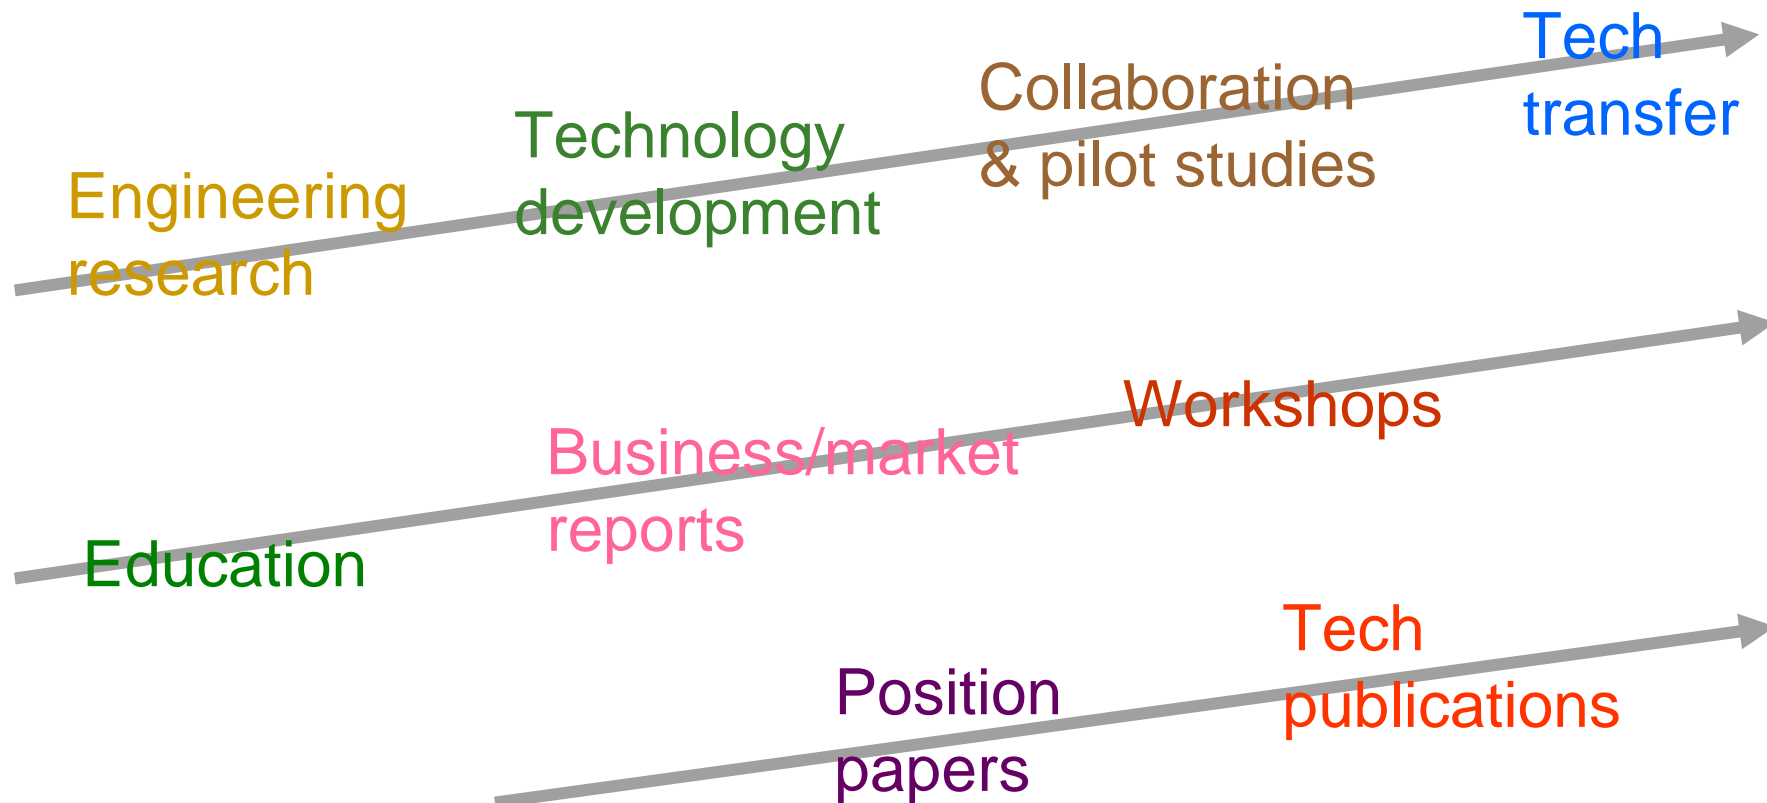 Engineering
research
Technology
development
Collaboration
& pilot studies
Tech
transfer
Education
Business/market
reports
Workshops
Position
papers
Tech
publications